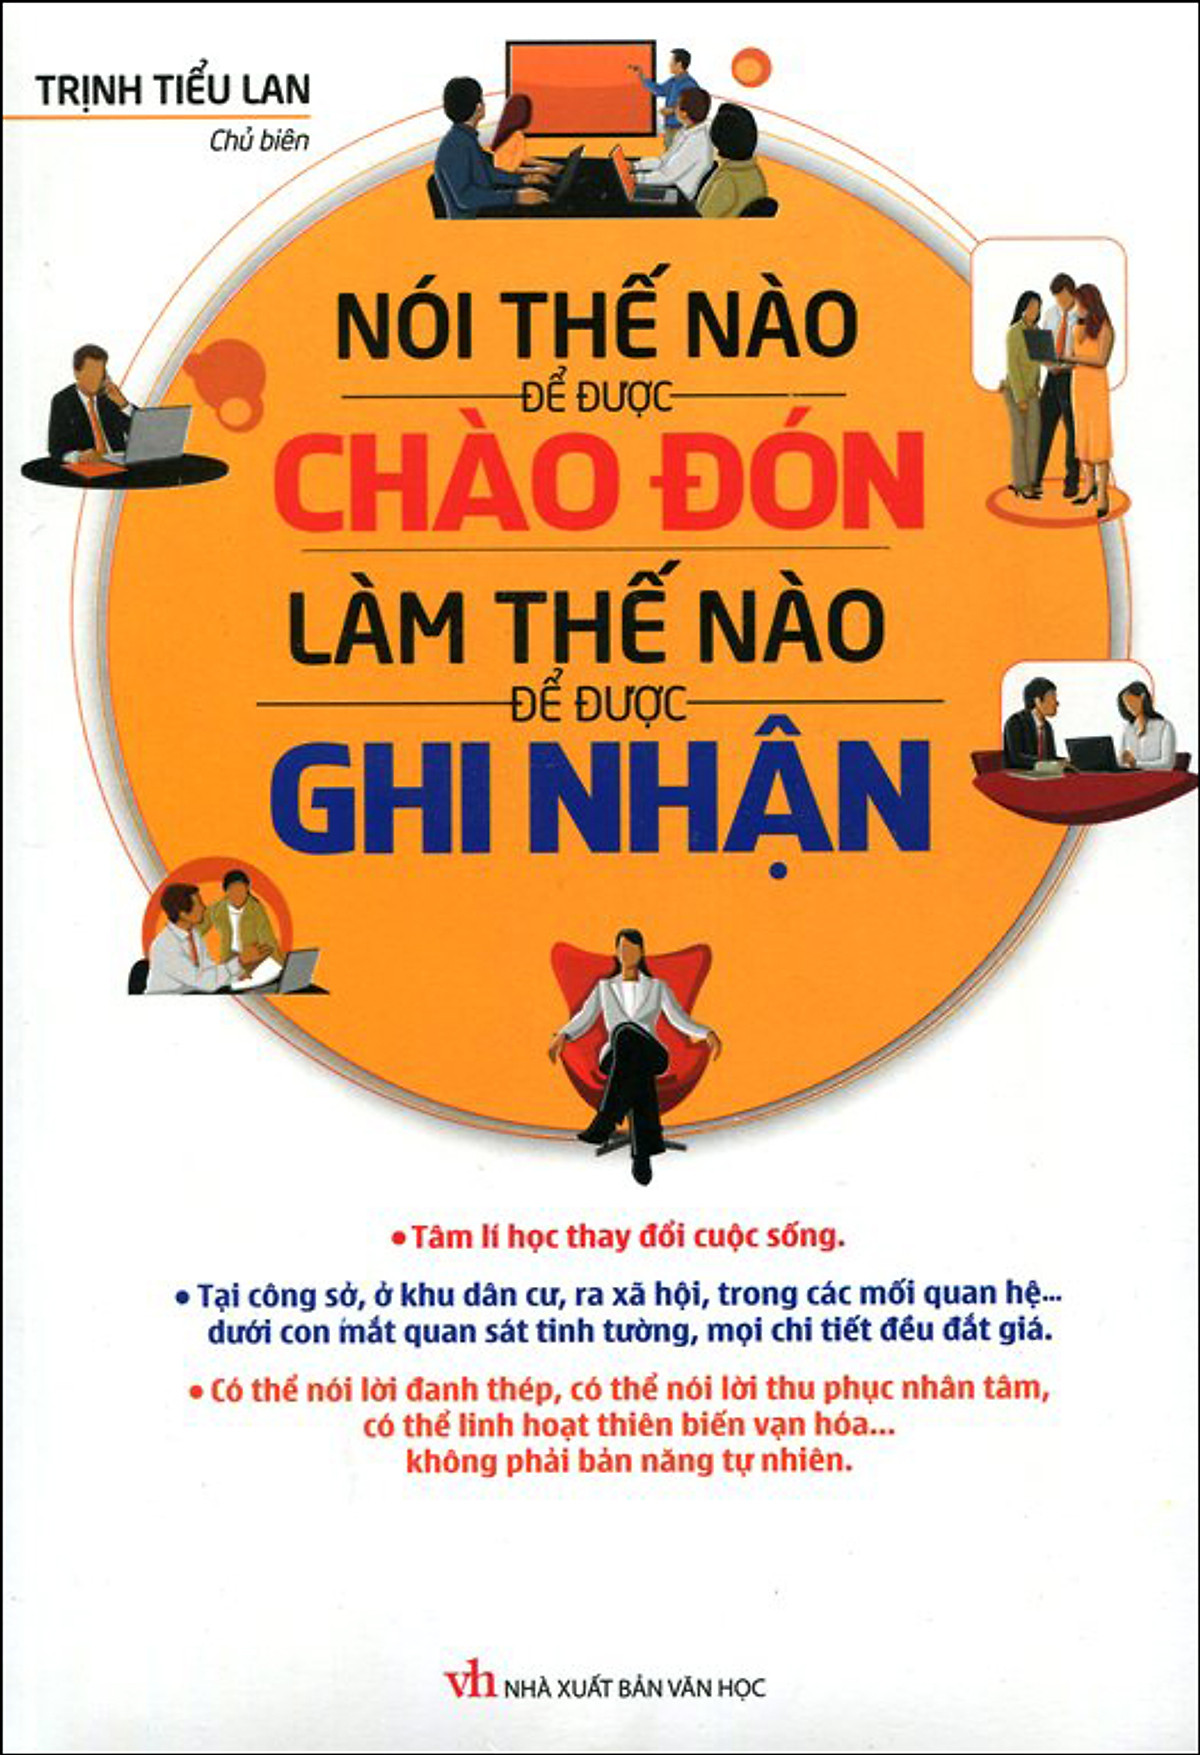 TRỊNH TIỂU LAN
Chủ biên
NÓI THẾ NÀO
ĐỂ ĐƯỢC
CHÀO ĐÓN
LÀM THẾ NÀO
ĐỂ ĐƯỢC
GHI NHẬN
• Tâm lí học thay đổi cuộc sống.
• Tại công sở, ở khu dân cư, ra xã hội, trong các mối quan hệ...
dưới con mắt quan sát tinh tường, mọi chi tiết đều đắt giá.
• Có thể nói lời đanh thép, có thể nói lời thu phục nhân tâm,
có thể linh hoạt thiên biến vạn hóa...
không phải bản năng tự nhiên.
vh NHÀ XUẤT BẢN VĂN HỌC